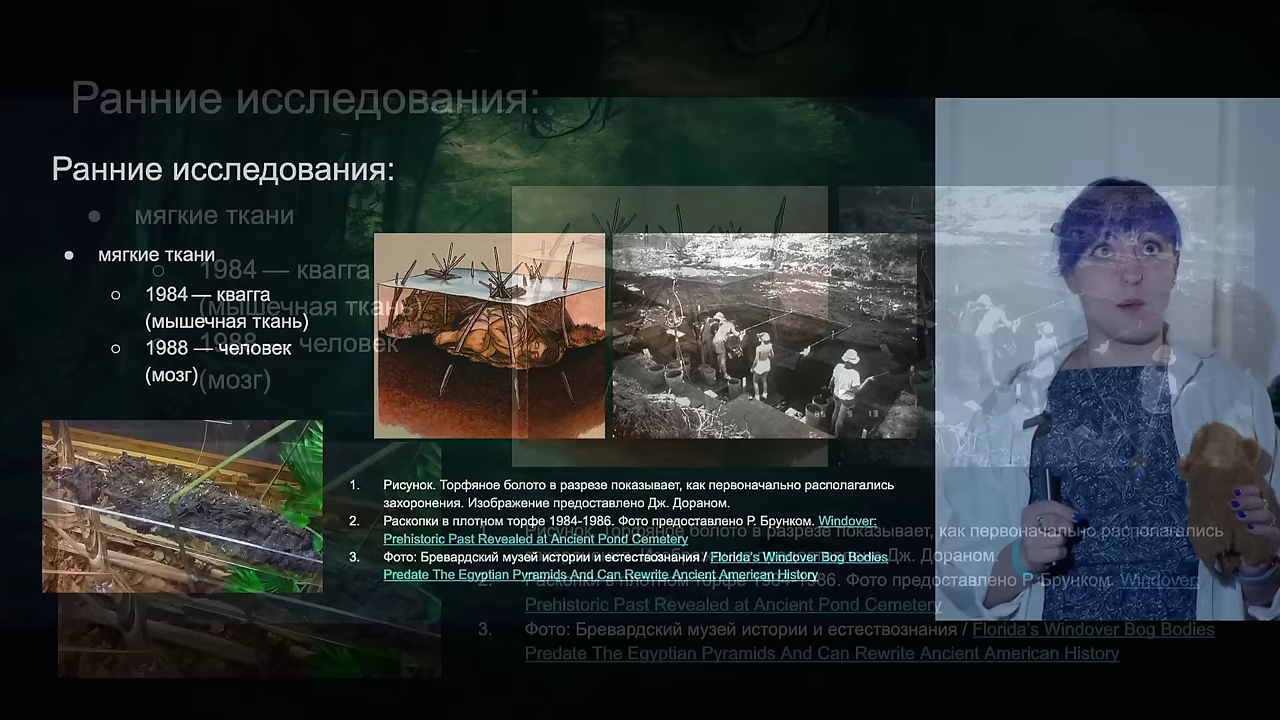 Ранние исследования:
Ранние исследования:
● мягкие ткани
● мягкие ткани
○ 1984 — квагга
○ 1984 — квагга
(мышечная ткань)
(мышечная ткань)
○ 1988 — человек
1988 — человек
(мозг)
(мозг)
1. Рисунок. Торфяное болото в разрезе показывает, как первоначально располагались
захоронения. Изображение предоставлено Дж. Дораном.
2. Раскопки в плотном торфе 1984-1986. Фото предоставлено Р. Брунком. Windover:
Prehistoric Past Revealed at Ancient Pond Cemetery
3. Фото: Бревардский музей истории и естествознания / Florida's Windover Bog Bodies
Predate The Egyptian Pyramids And Can Rewrite Ancient American History
1. Рисунок. Торфяное болото в разрезе показывает, как первоначально располагались
захоронения. Изображение предоставлено Дж. Дораном.
2. Раскопки в плотном торфе 1984-1986. Фото предоставлено Р. Брунком. Windover:
Prehistoric Past Revealed at Ancient Pond Cemetery
3. Фото: Бревардский музей истории и естествознания / Florida's Windover Bog Bodies
Predate The Egyptian Pyramids And Can Rewrite Ancient American History